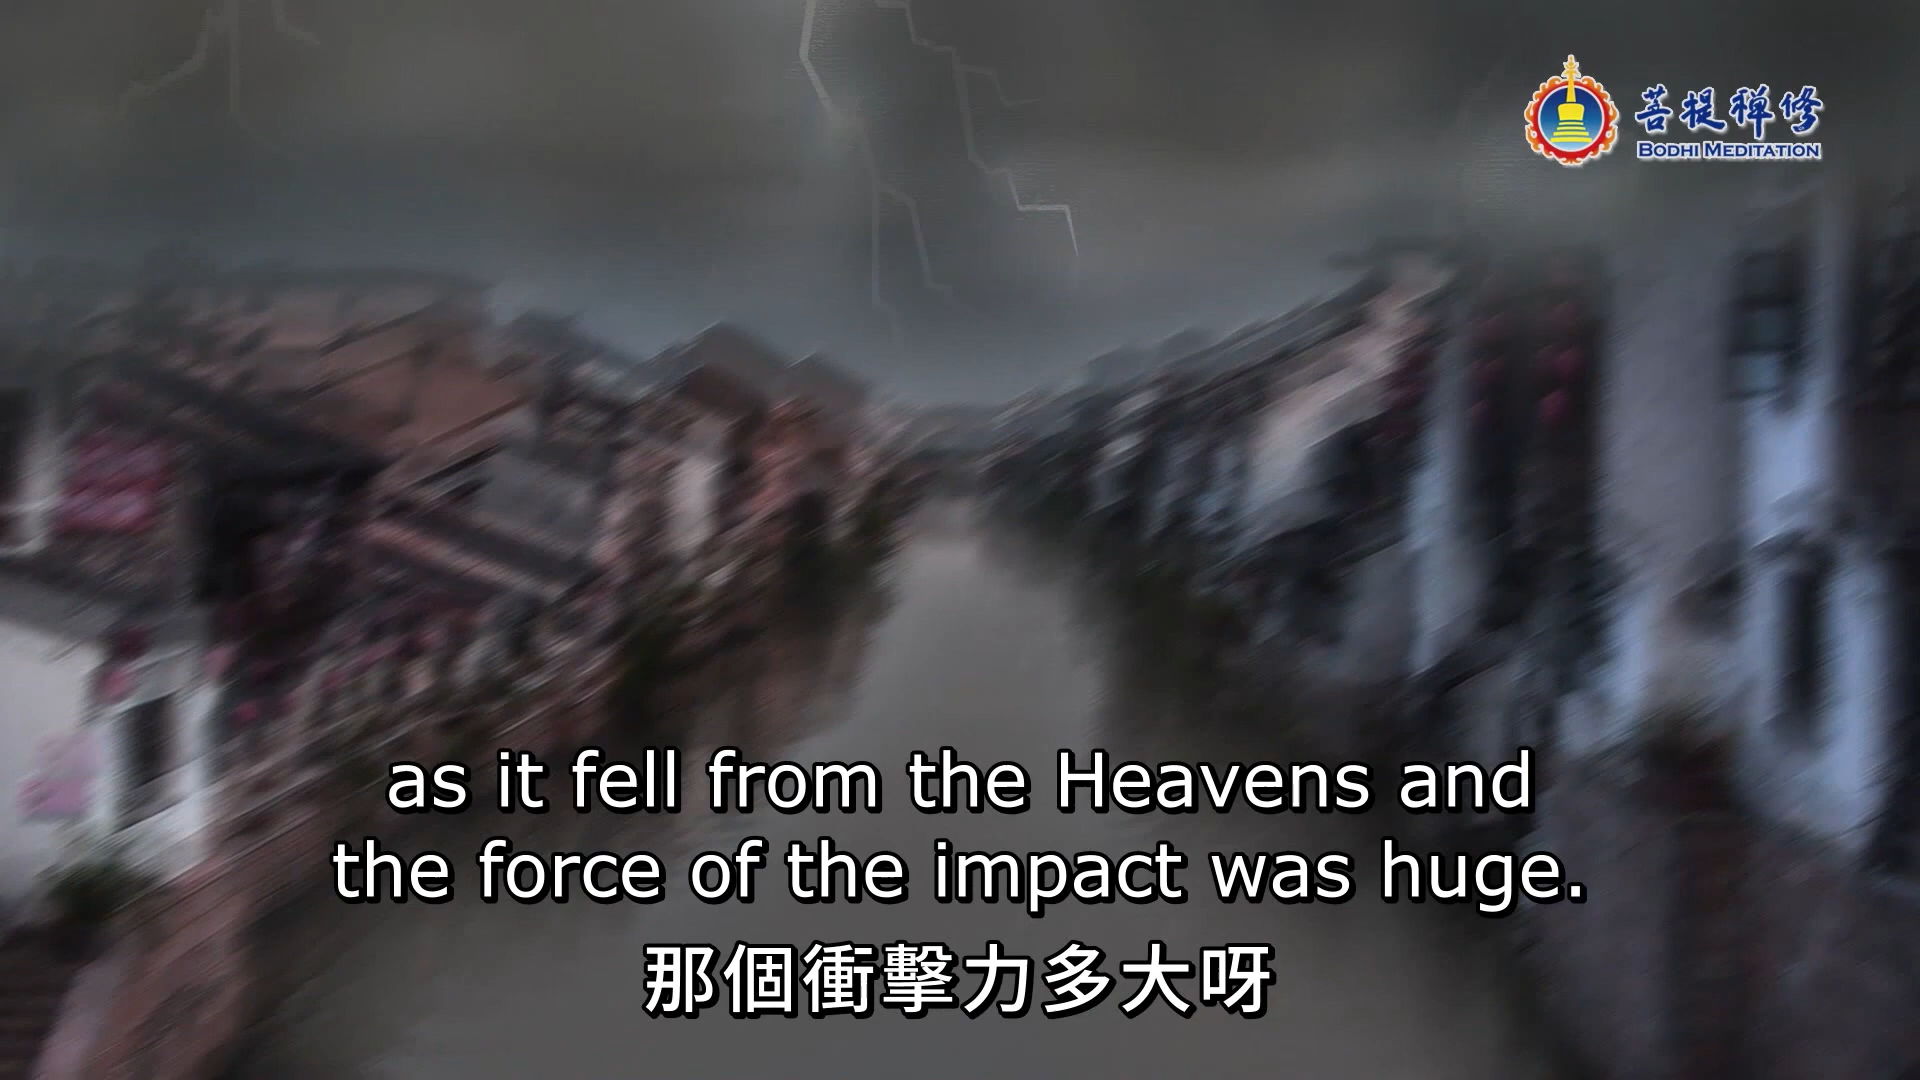 菩提禪修
BODHI MEDITATION
as it fell from the Heavens and
the force of the impact was huge.
那個衝擊力多大呀